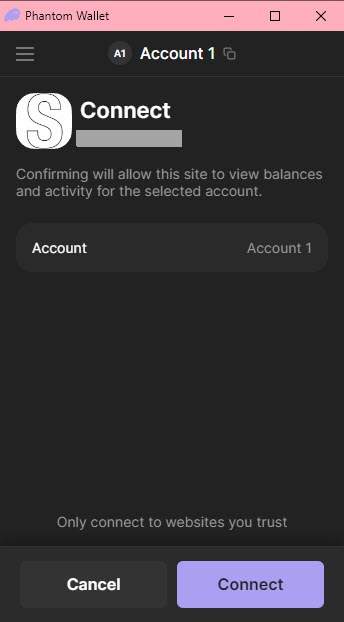 Phantom Wallet
A1 Account 1
S
Connect
Confirming will allow this site to view balances
and activity for the selected account.
Account Account 1
Only connect to websites you trust
Cancel Connect